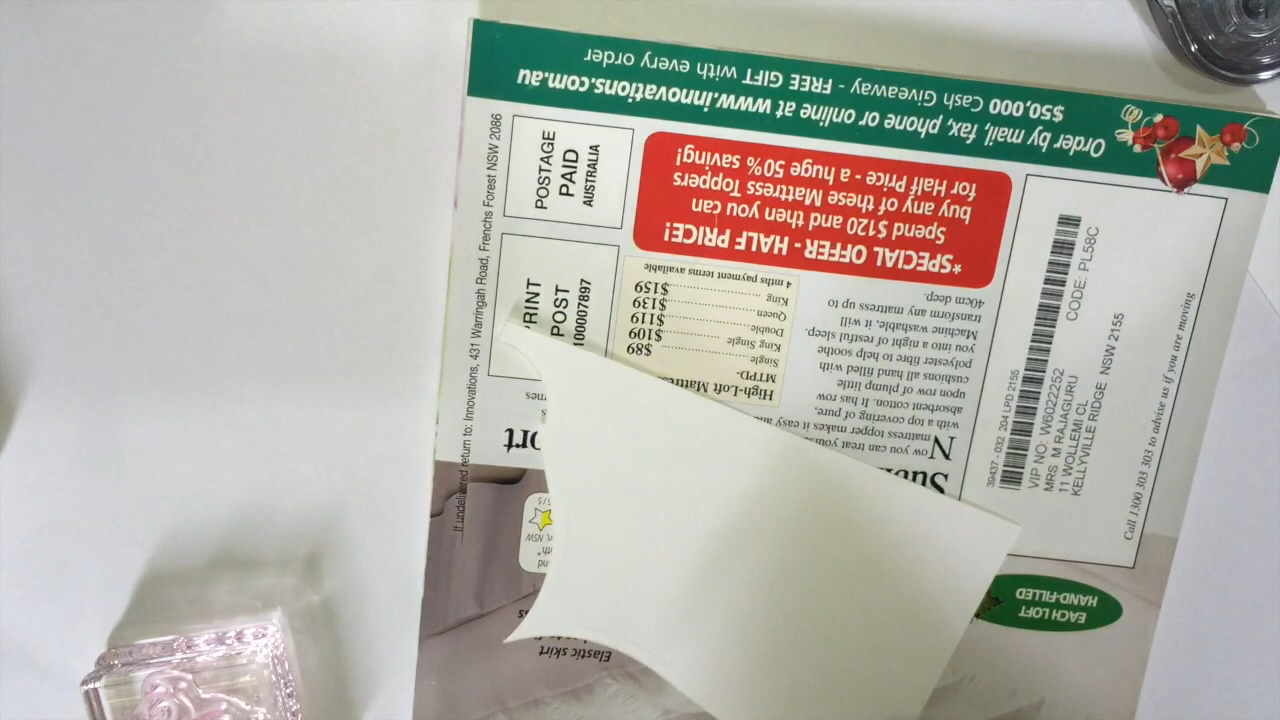 Order by mail, fax, phone or online at www.innovations.com.au
$50,000 Cash Giveaway - FREE GIFT with every order
*SPECIAL OFFER - HALF PRICE!
Spend $120 and then you can
buy any of these Mattress Toppers
for Half Price - a huge 50% saving!
POSTAGE
PAID
AUSTRALIA
PRINT
POST
100007897
If undelivered return to: Innovations, 431 Warringah Road, Frenchs Forest NSW 2086
39437 - 032 204 LPD 2155
VIP NO: W6022252 CODE: PL58C
MRS M RAJAGURU
11 WOLLEMI CL
KELLYVILLE RIDGE NSW 2155
Call 1300 303 303 to advise us if you are moving
Now you can treat
mattress topper makes it easy
with a top covering of pure,
absorbent cotton. It has row
upon row of plump little
cushions all hand filled with
polyester fibre to help soothe
you into a night of restful sleep.
Machine washable, it will
transform any mattress up to
40cm deep.
High-Loft
MTPD-
Single $89
King Single $109
Double $119
Queen $139
King $159
4 mths payment terms available
EACH LOFT
HAND-FILLED
Elastic skirt